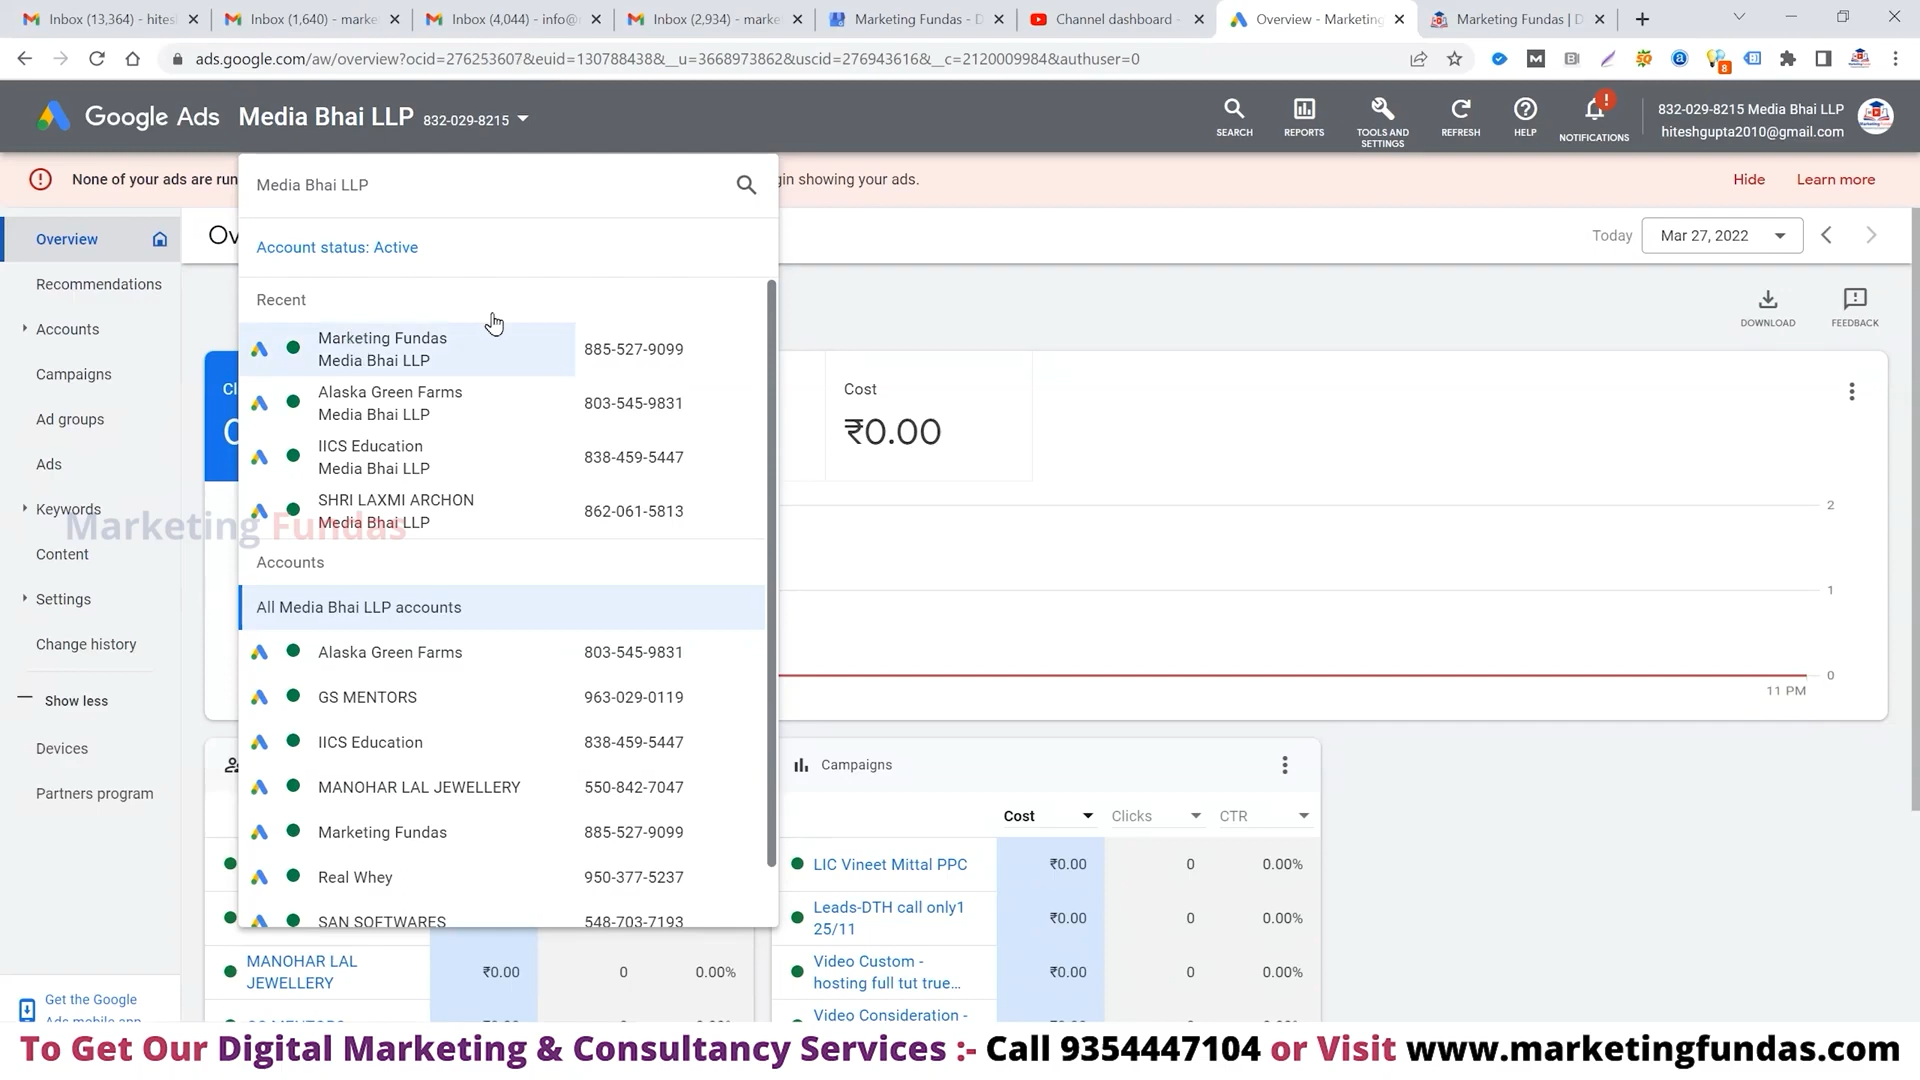 Inbox (13,364) - hitesh
Inbox (1,640) - marke
Inbox (4,044) - info@
Inbox (2,934) - marke
Marketing Fundas - D
Channel dashboard -
Overview - Marketing
Marketing Fundas | D
ads.google.com/aw/overview?ocid=276253607&euid=130788438&__u=3668973862&uscid=276943616&__c=2120009984&authuser=0
8
Google Ads
Media Bhai LLP 832-029-8215
SEARCH
REPORTS
TOOLS AND
SETTINGS
REFRESH
HELP
NOTIFICATIONS
832-029-8215 Media Bhai LLP
hiteshgupta2010@gmail.com
None of your ads are run
gin showing your ads.
Hide
Learn more
Overview
Recommendations
Accounts
Campaigns
Ad groups
Ads
Keywords
Content
Settings
Change history
Show less
Devices
Partners program
Get the Google
Ads mobile app
Ov
Today
Mar 27, 2022
DOWNLOAD
FEEDBACK
Media Bhai LLP
Account status: Active
Recent
Marketing Fundas
Media Bhai LLP
885-527-9099
Alaska Green Farms
Media Bhai LLP
803-545-9831
IICS Education
Media Bhai LLP
838-459-5447
SHRI LAXMI ARCHON
Media Bhai LLP
862-061-5813
Accounts
All Media Bhai LLP accounts
Alaska Green Farms 803-545-9831
GS MENTORS 963-029-0119
IICS Education 838-459-5447
MANOHAR LAL JEWELLERY 550-842-7047
Marketing Fundas 885-527-9099
Real Whey 950-377-5237
SAN SOFTWARES 548-703-7193
Marketing Fundas
Cl
Cost
₹0.00
2
1
0
11 PM
MANOHAR LAL
JEWELLERY
₹0.00 0 0.00%
Campaigns
Cost Clicks CTR
LIC Vineet Mittal PPC ₹0.00 0 0.00%
Leads-DTH call only1
25/11
₹0.00 0 0.00%
Video Custom -
hosting full tut true...
₹0.00 0 0.00%
Video Consideration -
To Get Our Digital Marketing & Consultancy Services :- Call 9354447104 or Visit www.marketingfundas.com